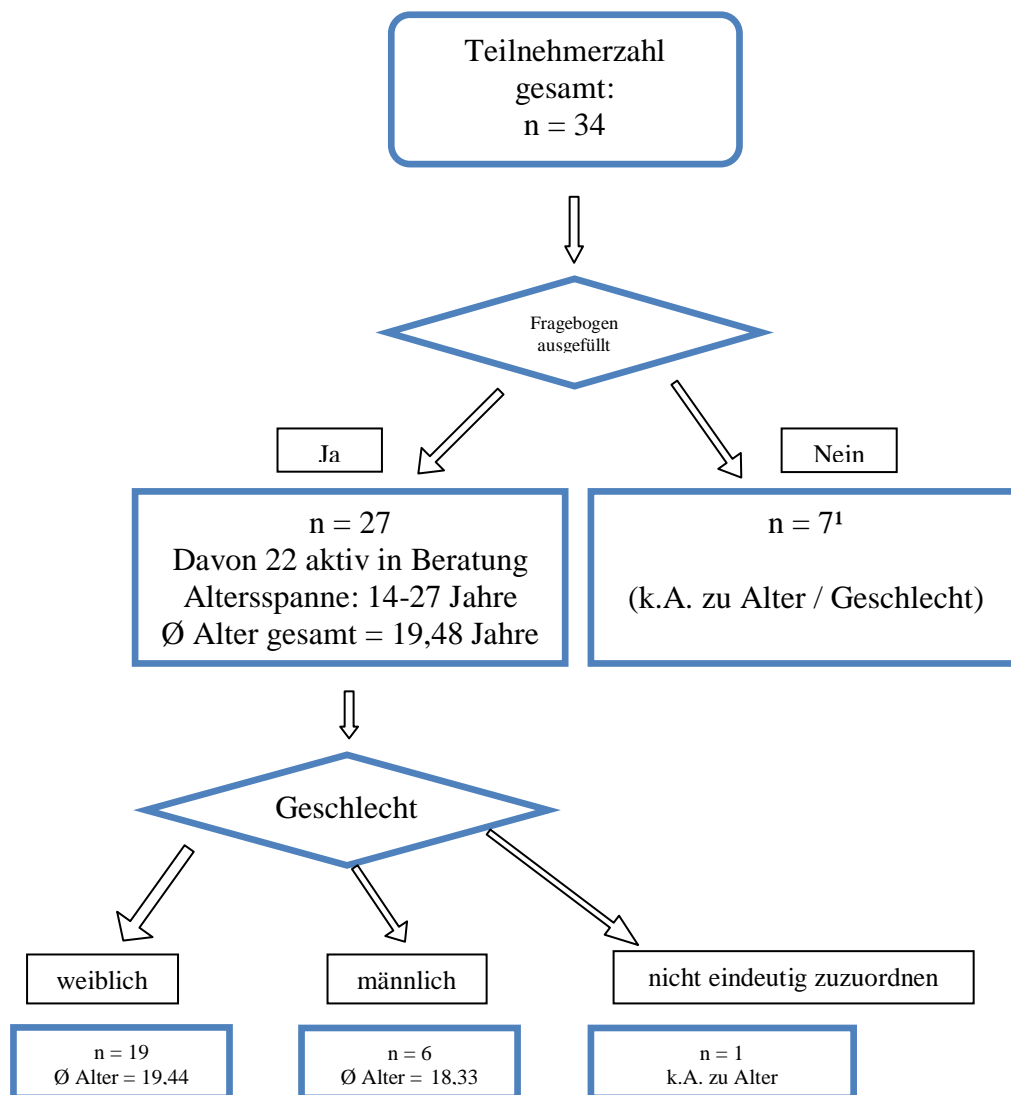 Teilnehmerzahl
gesamt:
n = 34
Fragebogen
ausgefüllt
Ja
Nein
n = 27
Davon 22 aktiv in Beratung
Altersspanne: 14-27 Jahre
Ø Alter gesamt = 19,48 Jahre
n = 7¹
(k.A. zu Alter / Geschlecht)
Geschlecht
weiblich
männlich
nicht eindeutig zuzuordnen
n = 19
Ø Alter = 19,44
n = 6
Ø Alter = 18,33
n = 1
k.A. zu Alter